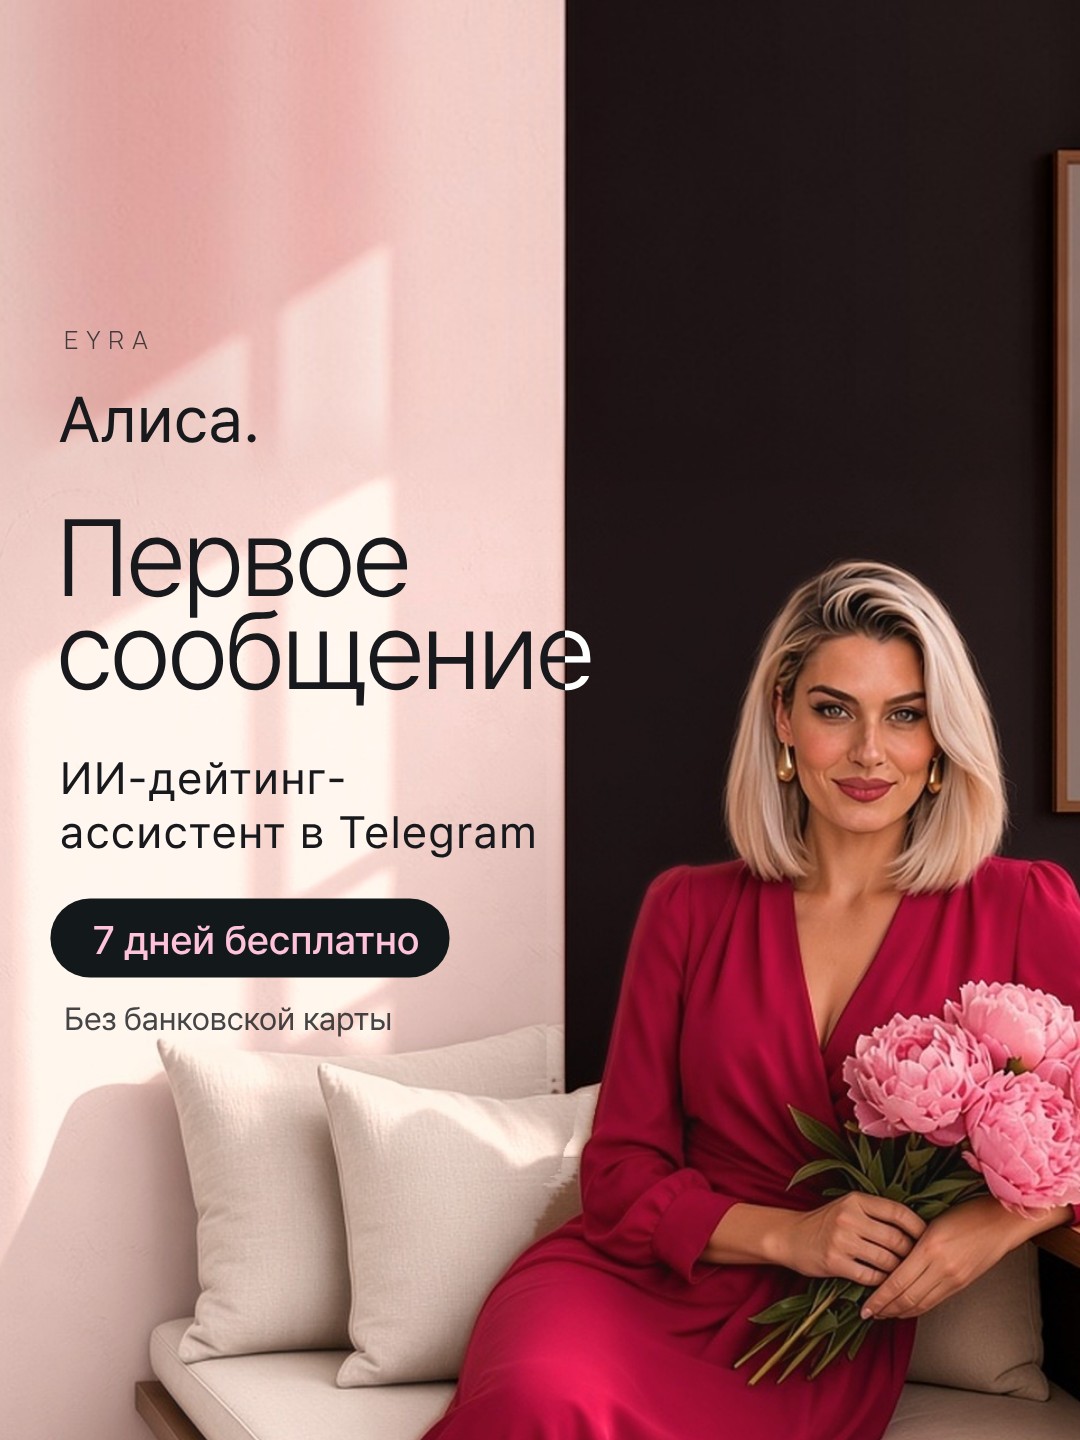 EYRA
Алиса.
Первое
сообщение
ИИ-дейтинг-
ассистент в Telegram
7 дней бесплатно
Без банковской карты